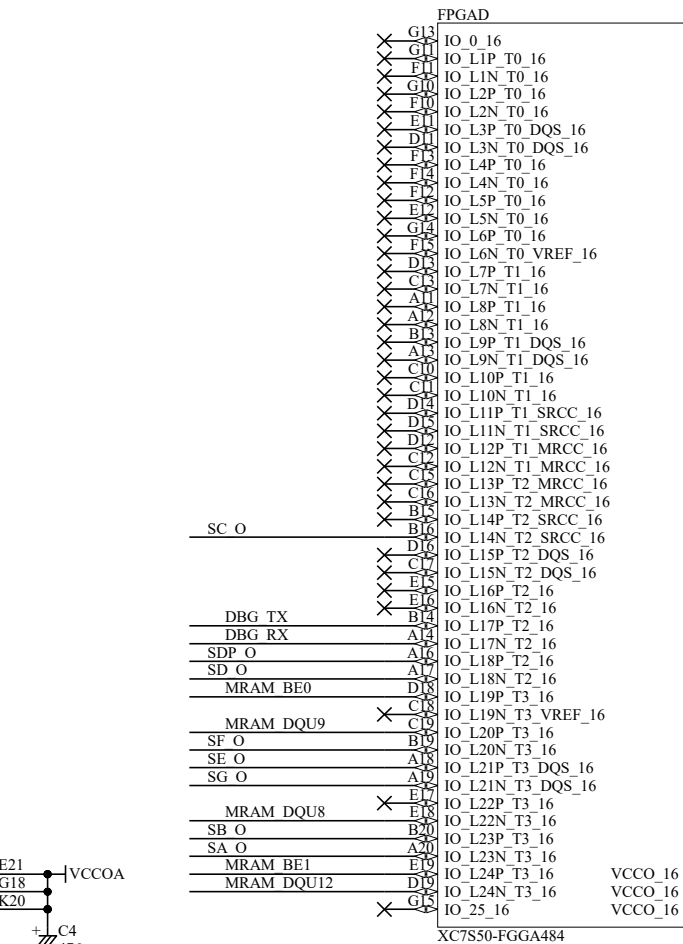 FPGAD
G13 IO_0_16
G11 IO_L1P_T0_16
F11 IO_L1N_T0_16
G10 IO_L2P_T0_16
F10 IO_L2N_T0_16
E11 IO_L3P_T0_DQS_16
D11 IO_L3N_T0_DQS_16
F13 IO_L4P_T0_16
F14 IO_L4N_T0_16
F12 IO_L5P_T0_16
E12 IO_L5N_T0_16
G14 IO_L6P_T0_16
F15 IO_L6N_T0_VREF_16
D13 IO_L7P_T1_16
C13 IO_L7N_T1_16
A11 IO_L8P_T1_16
A12 IO_L8N_T1_16
B13 IO_L9P_T1_DQS_16
A13 IO_L9N_T1_DQS_16
C10 IO_L10P_T1_16
C11 IO_L10N_T1_16
D14 IO_L11P_T1_SRCC_16
D15 IO_L11N_T1_SRCC_16
D12 IO_L12P_T1_MRCC_16
C12 IO_L12N_T1_MRCC_16
C15 IO_L13P_T2_MRCC_16
C16 IO_L13N_T2_MRCC_16
B15 IO_L14P_T2_SRCC_16
SC_O B16 IO_L14N_T2_SRCC_16
D16 IO_L15P_T2_DQS_16
C17 IO_L15N_T2_DQS_16
E15 IO_L16P_T2_16
E16 IO_L16N_T2_16
DBG_TX B14 IO_L17P_T2_16
DBG_RX A14 IO_L17N_T2_16
SDP_O A16 IO_L18P_T2_16
SD_O A17 IO_L18N_T2_16
MRAM_BE0 D18 IO_L19P_T3_16
C18 IO_L19N_T3_VREF_16
MRAM_DQU9 C19 IO_L20P_T3_16
SF_O B19 IO_L20N_T3_16
SE_O A18 IO_L21P_T3_DQS_16
SG_O A19 IO_L21N_T3_DQS_16
E17 IO_L22P_T3_16
MRAM_DQU8 E18 IO_L22N_T3_16
SB_O B20 IO_L23P_T3_16
SA_O A20 IO_L23N_T3_16
E21 VCCOA MRAM_BE1 E19 IO_L24P_T3_16 VCCO_16
G18 MRAM_DQU12 D19 IO_L24N_T3_16 VCCO_16
K20 G15 IO_25_16 VCCO_16
+ C4
XC7S50-FGGA484